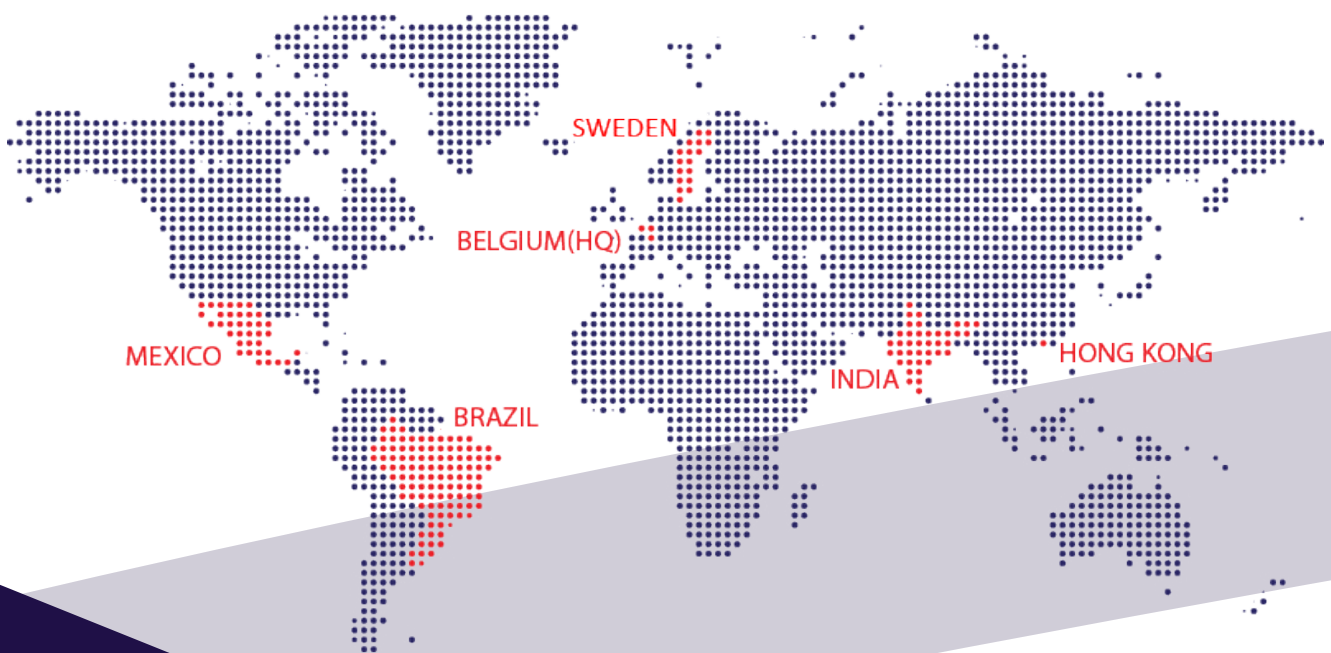 SWEDEN
BELGIUM(HQ)
MEXICO
HONG KONG
INDIA
BRAZIL